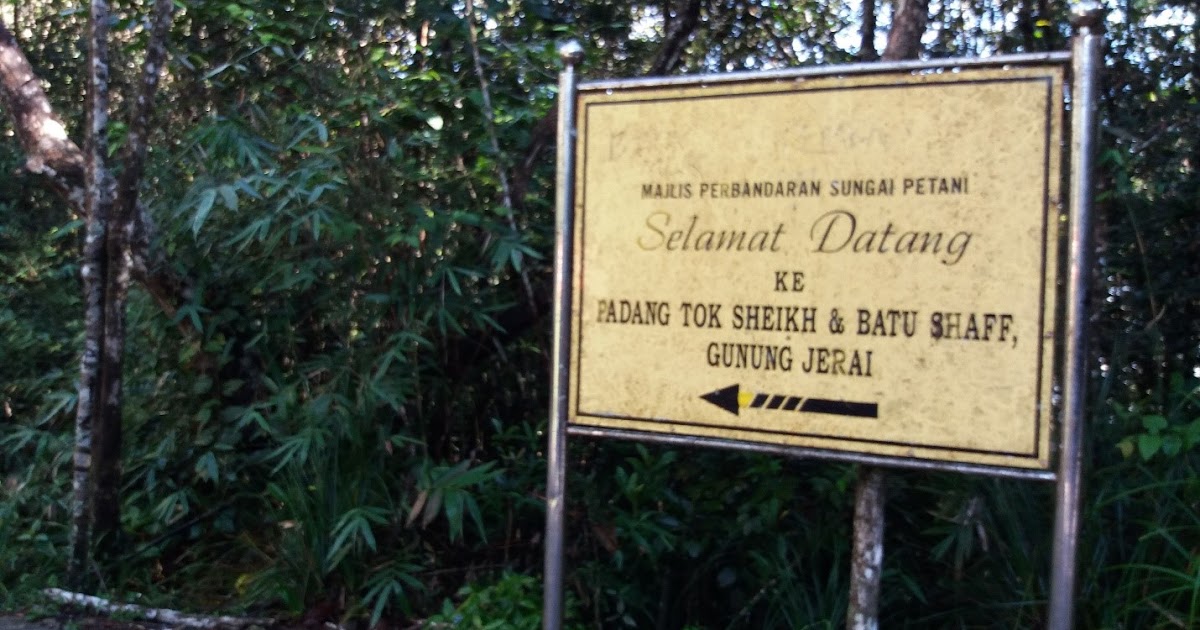 MAJLIS PERBANDARAN SUNGAI PETANI
Selamat Datang
KE
PADANG TOK SHEIKH & BATU SHAFF,
GUNUNG JERAI